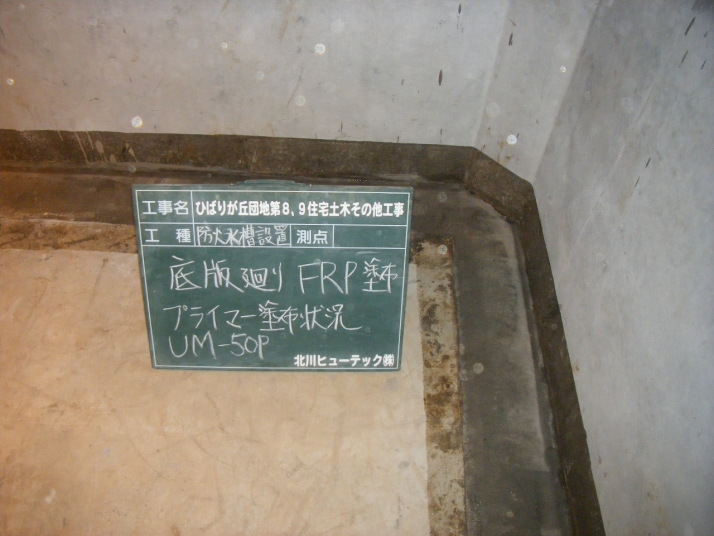 工事名 ひばりが丘団地第8、9住宅土木その他工事
工種 防火水槽設置 測点
底版廻り FRP塗布
プライマー塗布状況
UM-50P
北川ヒューテック㈱